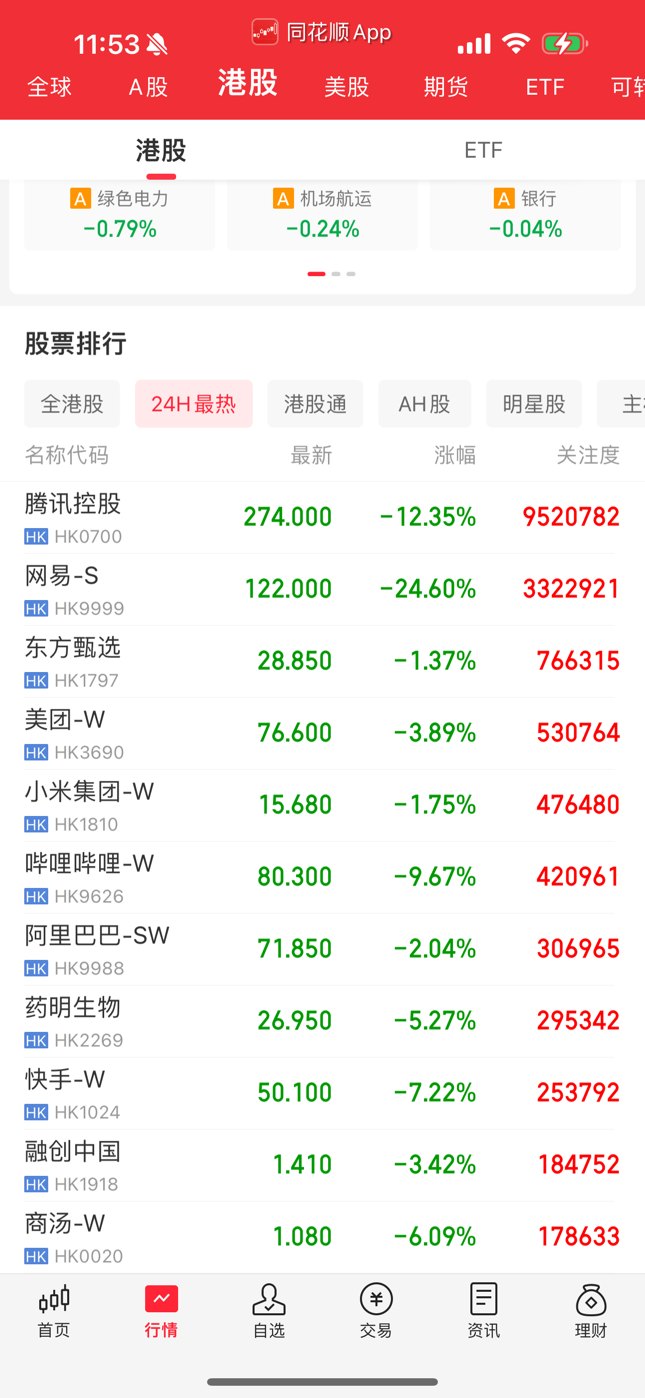 11:53 同花顺App
全球 A股 港股 美股 期货 ETF 可转
港股 ETF
A 绿色电力 A 机场航运 A 银行
-0.79% -0.24% -0.04%
股票排行
全港股 24H最热 港股通 AH股 明星股 主
名称代码 最新 涨幅 关注度
腾讯控股 274.000 -12.35% 9520782
HK HK0700
网易-S 122.000 -24.60% 3322921
HK HK9999
东方甄选 28.850 -1.37% 766315
HK HK1797
美团-W 76.600 -3.89% 530764
HK HK3690
小米集团-W 15.680 -1.75% 476480
HK HK1810
哔哩哔哩-W 80.300 -9.67% 420961
HK HK9626
阿里巴巴-SW 71.850 -2.04% 306965
HK HK9988
药明生物 26.950 -5.27% 295342
HK HK2269
快手-W 50.100 -7.22% 253792
HK HK1024
融创中国 1.410 -3.42% 184752
HK HK1918
商汤-W 1.080 -6.09% 178633
HK HK0020
首页 行情 自选 交易 资讯 理财